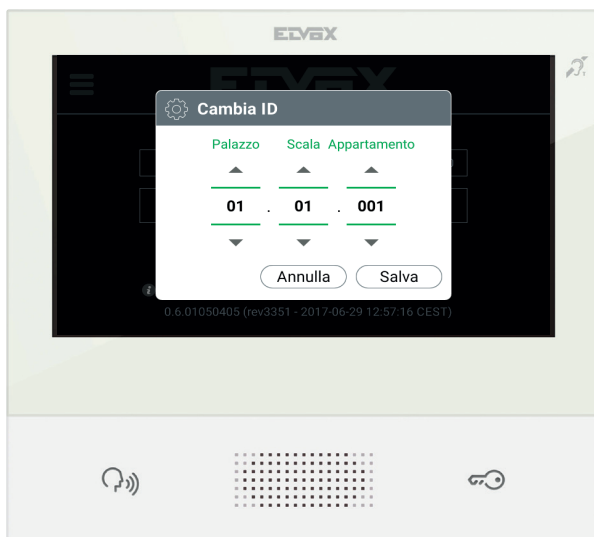 ELVOX
ELVOX
Cambia ID
Palazzo Scala Appartamento
01 . 01 . 001
Annulla Salva
0.6.01050405 (rev3351 - 2017-06-29 12:57:16 CEST)